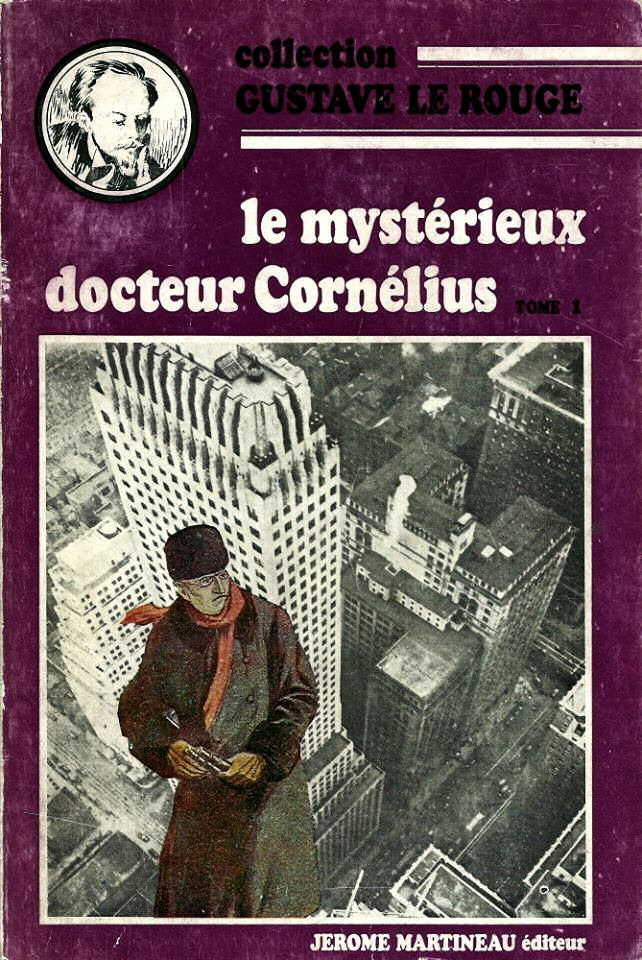 collection
GUSTAVE LE ROUGE
le mystérieux
docteur Cornélius TOME 1
JEROME MARTINEAU éditeur